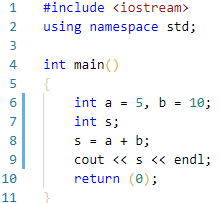 1 #include <iostream>
2 using namespace std;
3
4 int main()
5 {
6     int a = 5, b = 10;
7     int s;
8     s = a + b;
9     cout << s << endl;
10     return (0);
11 }